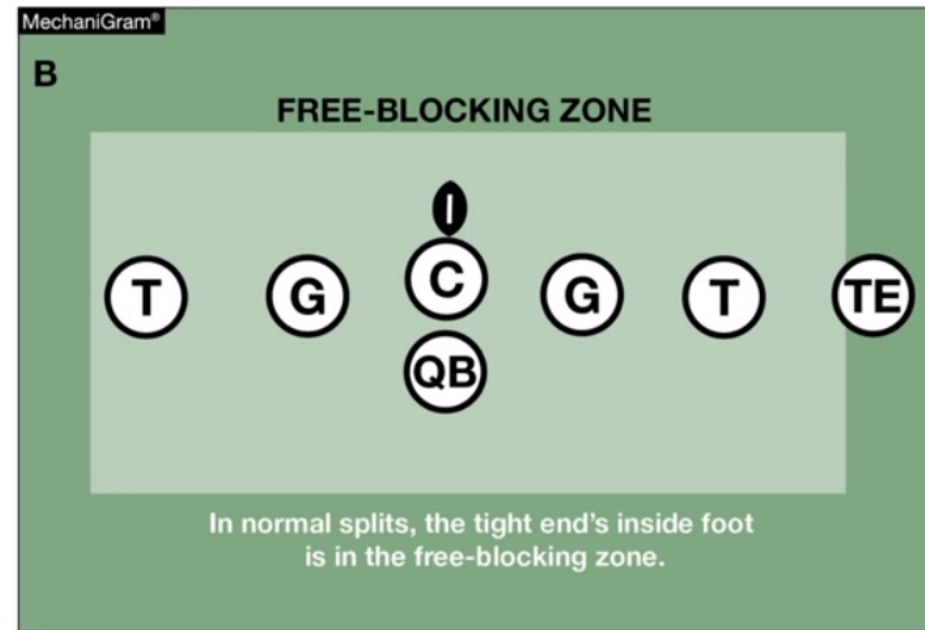 MechaniGram®
B
FREE-BLOCKING ZONE
C
T G G T TE
QB
In normal splits, the tight end's inside foot
is in the free-blocking zone.